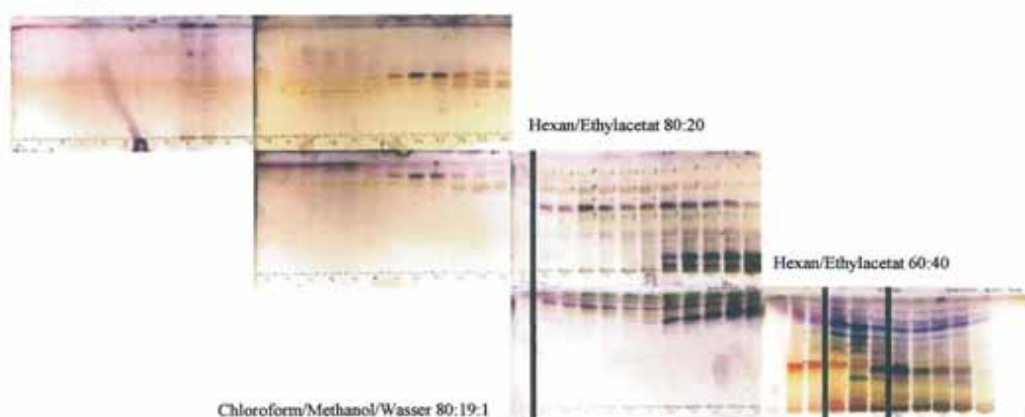 Hexan/Ethylacetat 80:20
Hexan/Ethylacetat 60:40
Chloroform/Methanol/Wasser 80:19:1